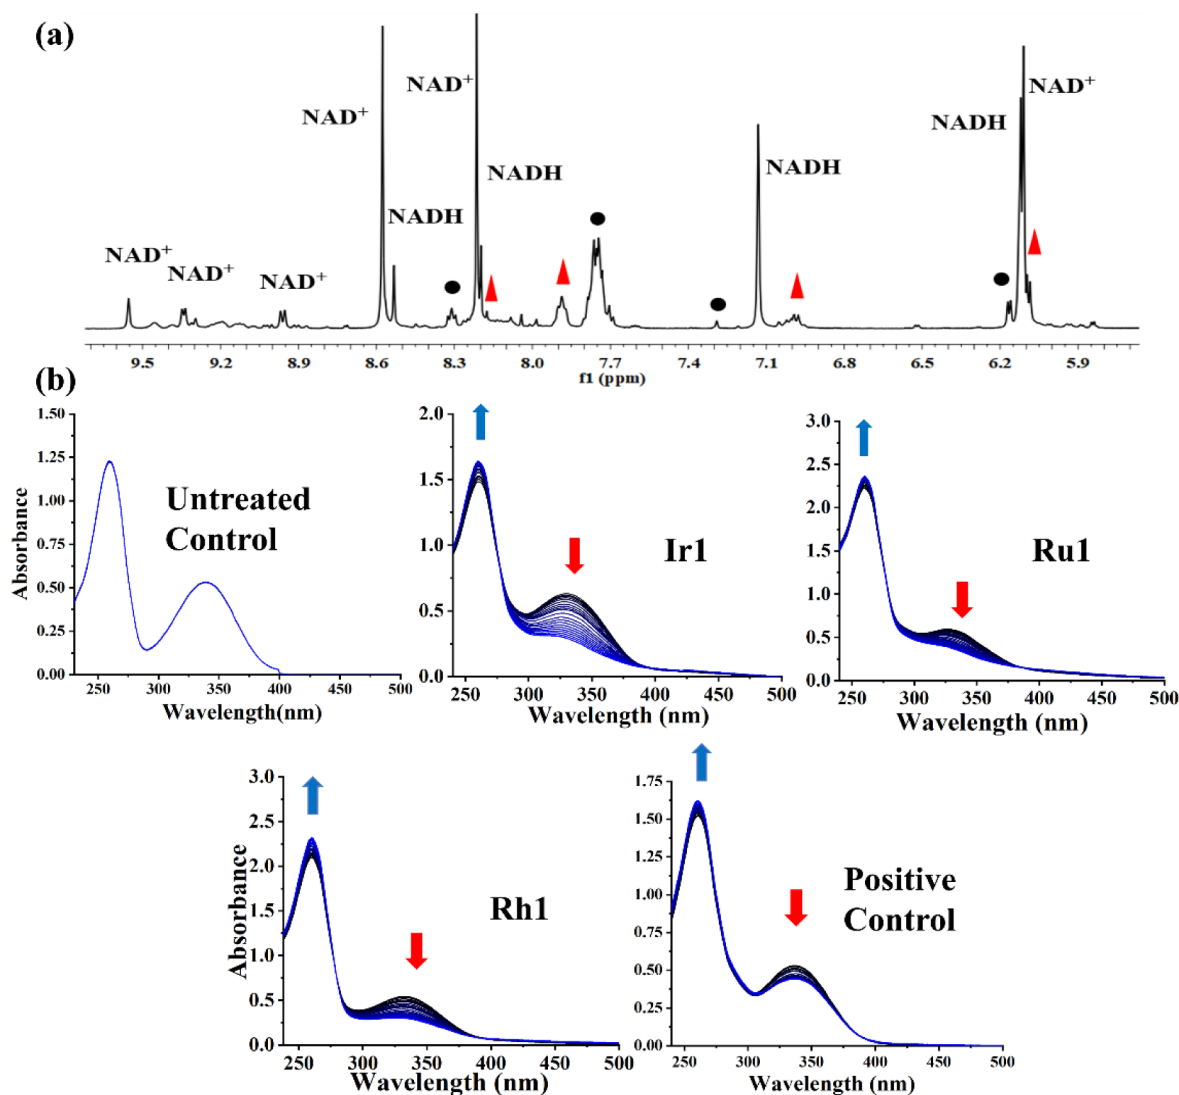 (a)
NAD+
NAD+
NAD+
NAD+
NADH
NAD+
NADH
NADH
NADH
NAD+
9.5 9.2 8.9 8.6 8.3 8.0 7.7 7.4 7.1 6.8 6.5 6.2 5.9
f1 (ppm)
(b)
1.50
1.25
1.00
0.75
0.50
0.25
0.00
Absorbance
Untreated
Control
250 300 350 400 450 500
Wavelength(nm)
2.0
1.5
1.0
0.5
0.0
Ir1
250 300 350 400 450 500
Wavelength (nm)
3.0
2.5
2.0
1.5
1.0
0.5
0.0
Ru1
250 300 350 400 450 500
Wavelength (nm)
3.0
2.5
2.0
1.5
1.0
0.5
0.0
Absorbance
Rh1
250 300 350 400 450 500
Wavelength (nm)
1.75
1.50
1.25
1.00
0.75
0.50
0.25
0.00
Positive
Control
250 300 350 400 450 500
Wavelength (nm)